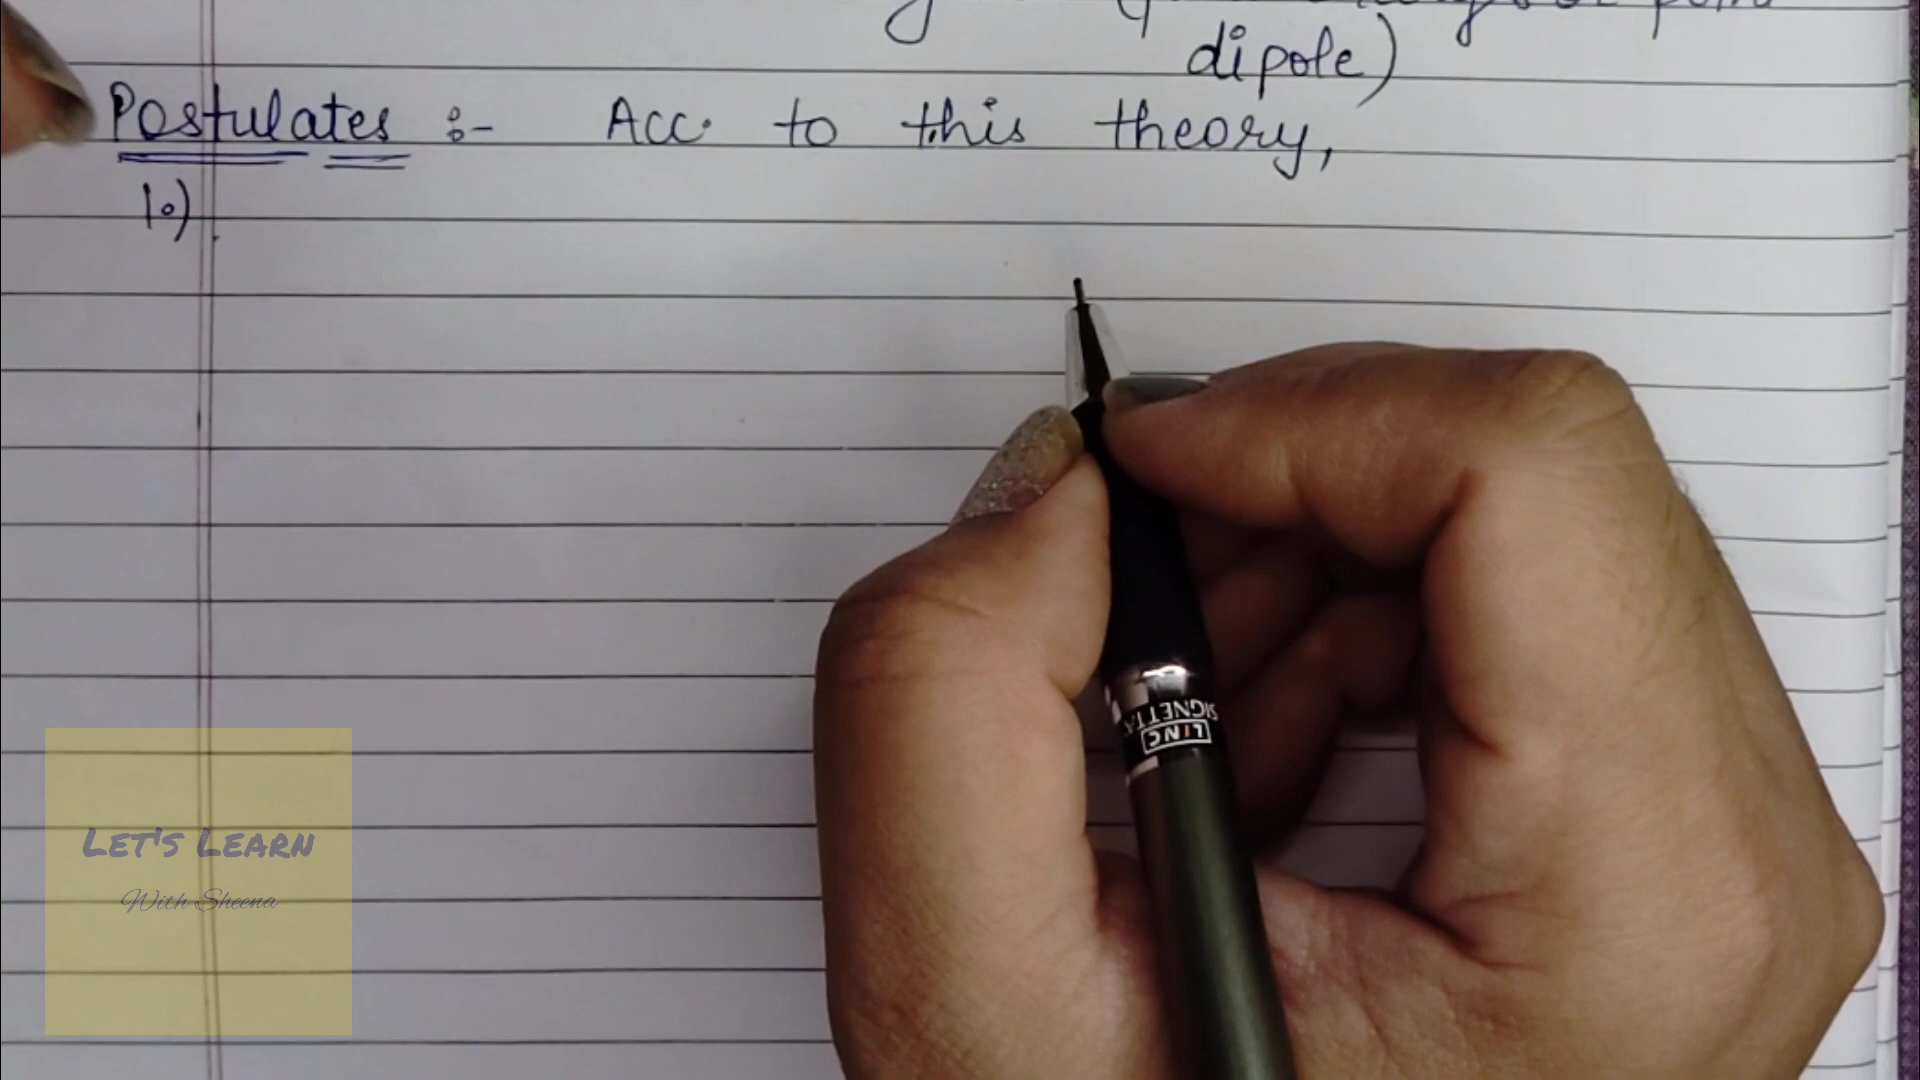 dipole)
Postulates :- Acc. to this theory,
1.)
LINC
SIGNETTA
LET'S LEARN
With Sheena